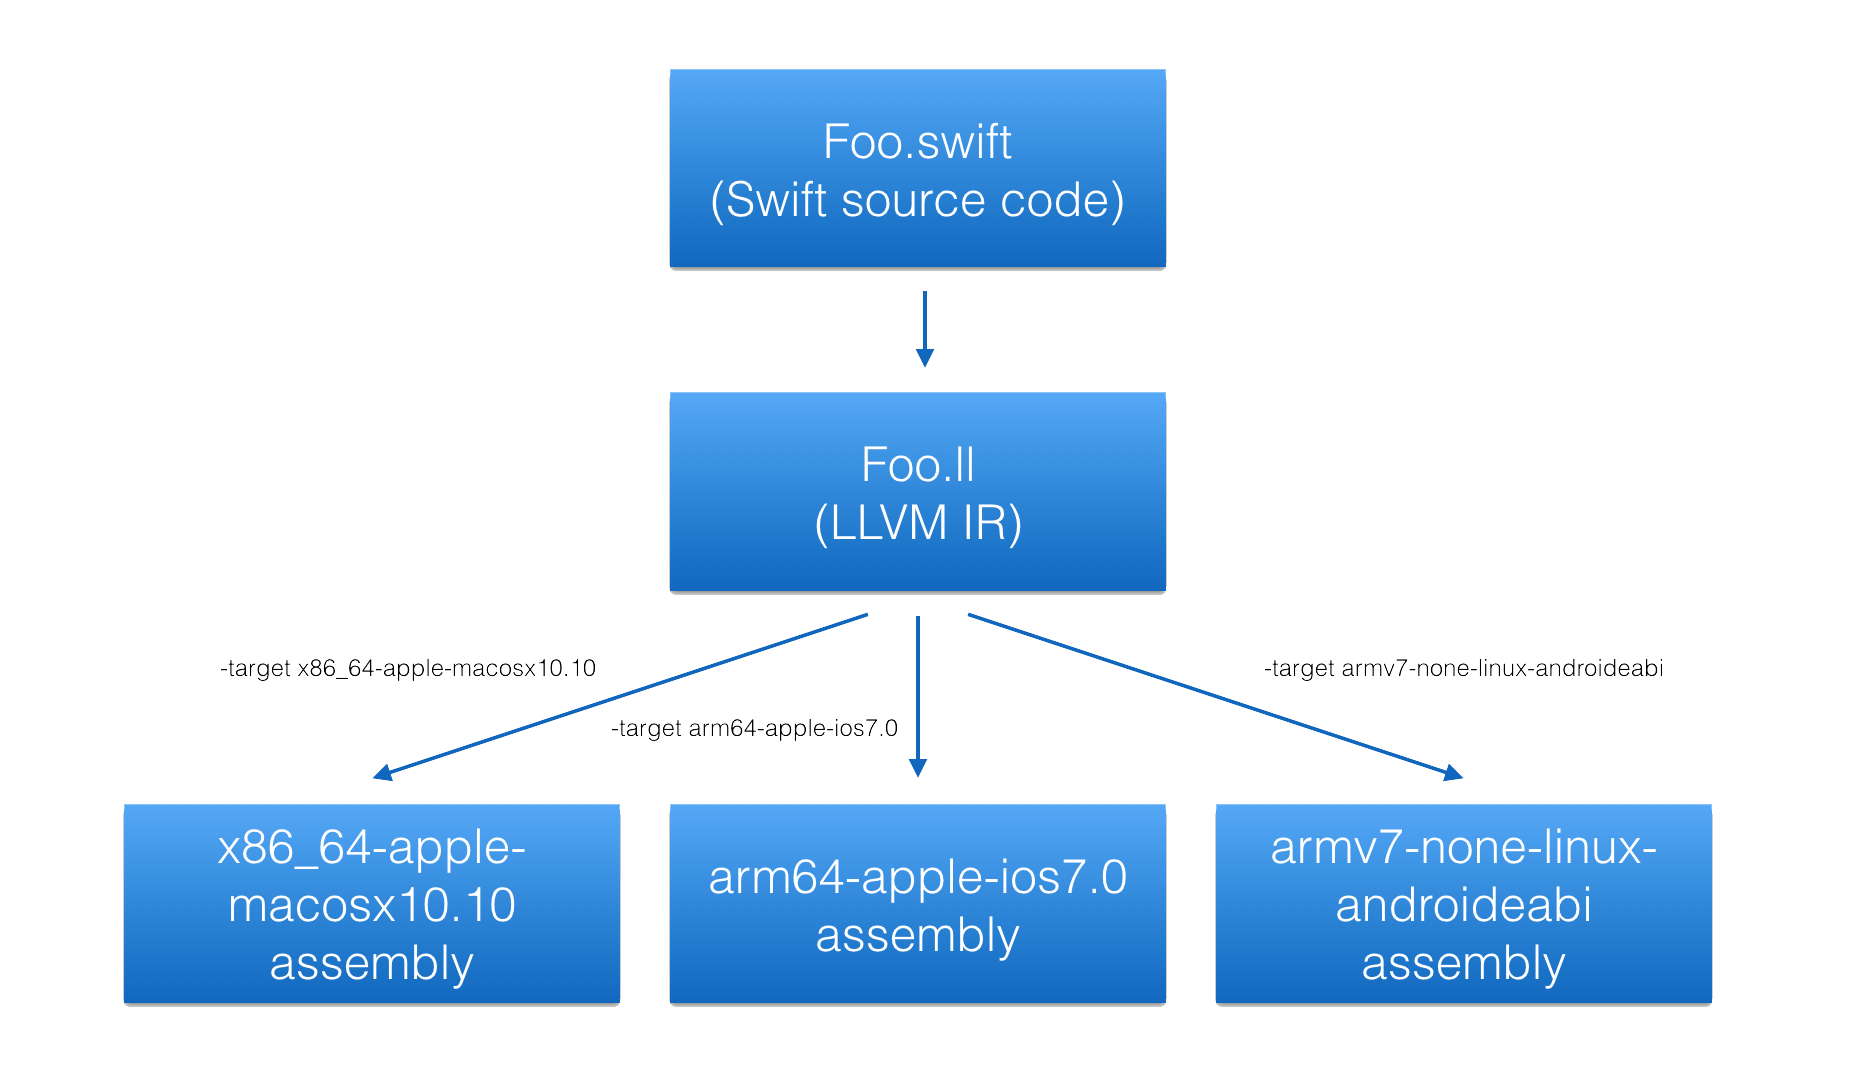 Foo.swift
(Swift source code)
Foo.ll
(LLVM IR)
-target x86_64-apple-macosx10.10
-target armv7-none-linux-androideabi
-target arm64-apple-ios7.0
x86_64-apple-
macosx10.10
assembly
arm64-apple-ios7.0
assembly
armv7-none-linux-
androideabi
assembly